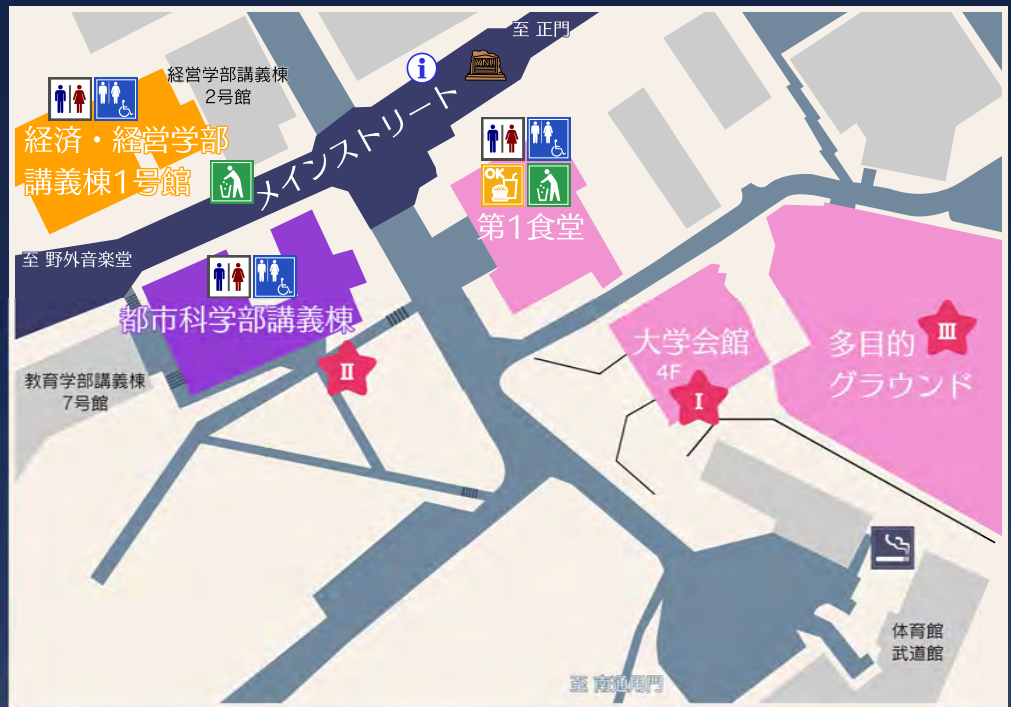 至 正門
経営学部講義棟
2号館
i
YNU
メインストリート
経済・経営学部
講義棟1号館
OK
第1食堂
至 野外音楽堂
都市科学部講義棟
大学会館
4F
I
多目的
グラウンド
III
II
教育学部講義棟
7号館
体育館
武道館
至 南通用門